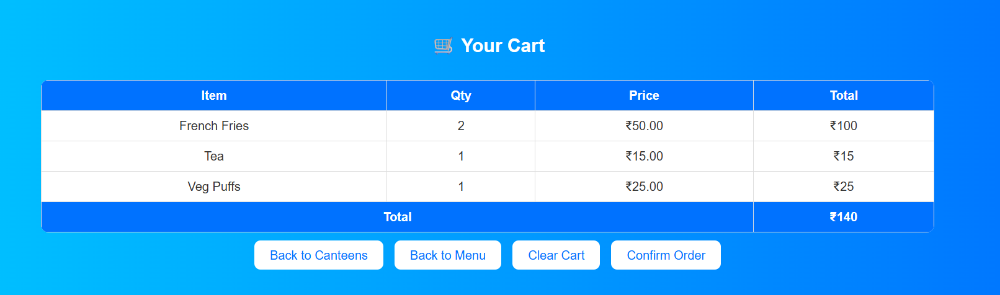 🛒 Your Cart
Item Qty Price Total
French Fries 2 ₹50.00 ₹100
Tea 1 ₹15.00 ₹15
Veg Puffs 1 ₹25.00 ₹25
Total ₹140
Back to Canteens Back to Menu Clear Cart Confirm Order